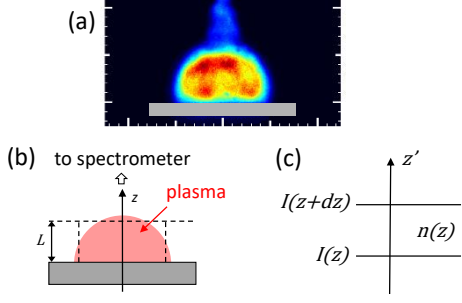 (a)
(b)
to spectrometer
z
plasma
L
(c)
z'
I(z+dz)
n(z)
I(z)